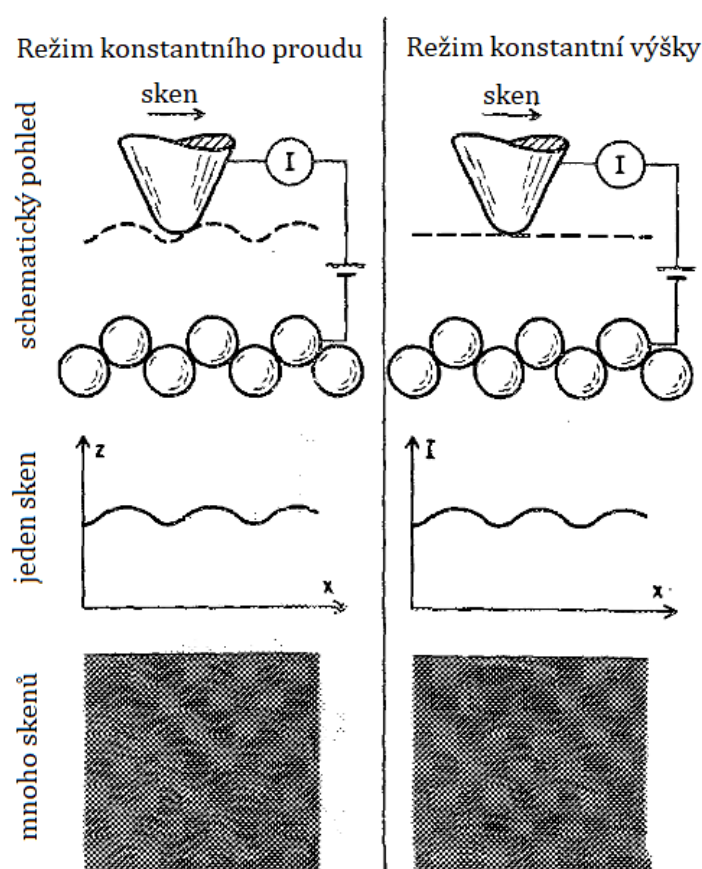 Režim konstantního proudu
Režim konstantní výšky
schematický pohled
sken
I
sken
I
jeden sken
z
x
I
x
mnoho skenů